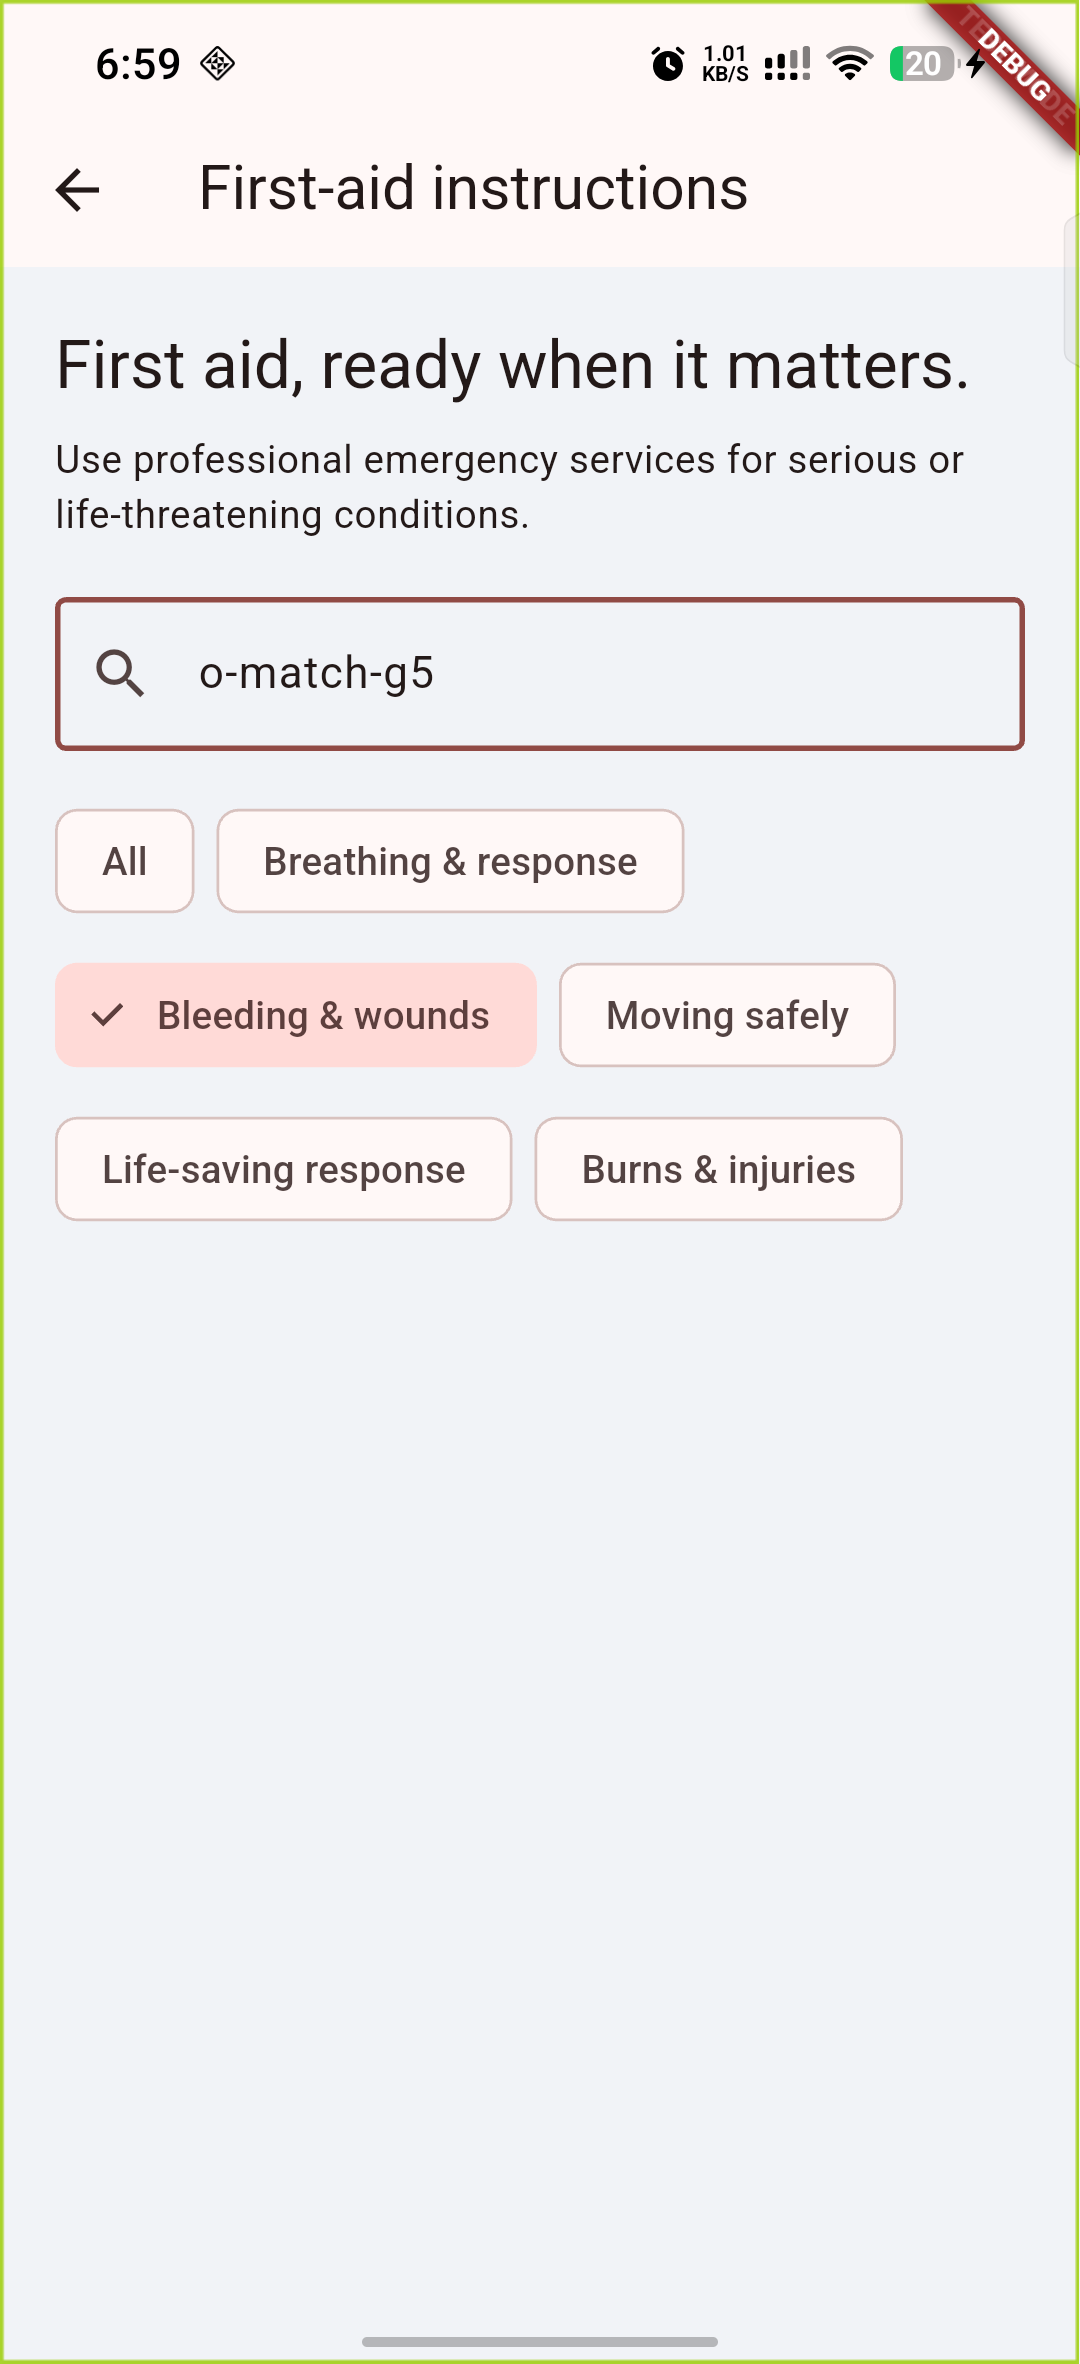 6:59
1.01
KB/S
20
DEBUG
First-aid instructions
First aid, ready when it matters.
Use professional emergency services for serious or
life-threatening conditions.
o-match-g5
All
Breathing & response
Bleeding & wounds
Moving safely
Life-saving response
Burns & injuries